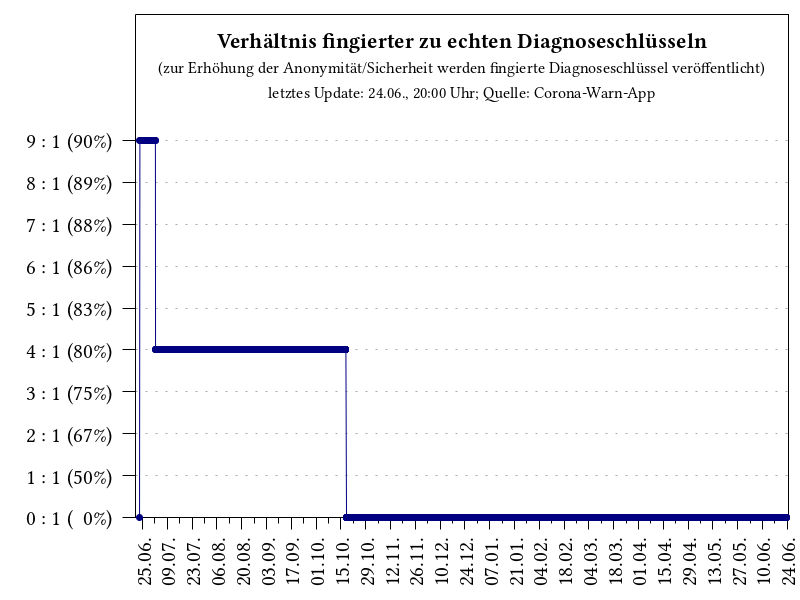 Verhältnis fingierter zu echten Diagnoseschlüsseln
(zur Erhöhung der Anonymität/Sicherheit werden fingierte Diagnoseschlüssel veröffentlicht)
letztes Update: 24.06., 20:00 Uhr; Quelle: Corona-Warn-App
9 : 1 (90%)
8 : 1 (89%)
7 : 1 (88%)
6 : 1 (86%)
5 : 1 (83%)
4 : 1 (80%)
3 : 1 (75%)
2 : 1 (67%)
1 : 1 (50%)
0 : 1 ( 0%)
25.06.
09.07.
23.07.
06.08.
20.08.
03.09.
17.09.
01.10.
15.10.
29.10.
12.11.
26.11.
10.12.
24.12.
07.01.
21.01.
04.02.
18.02.
04.03.
18.03.
01.04.
15.04.
29.04.
13.05.
27.05.
10.06.
24.06.